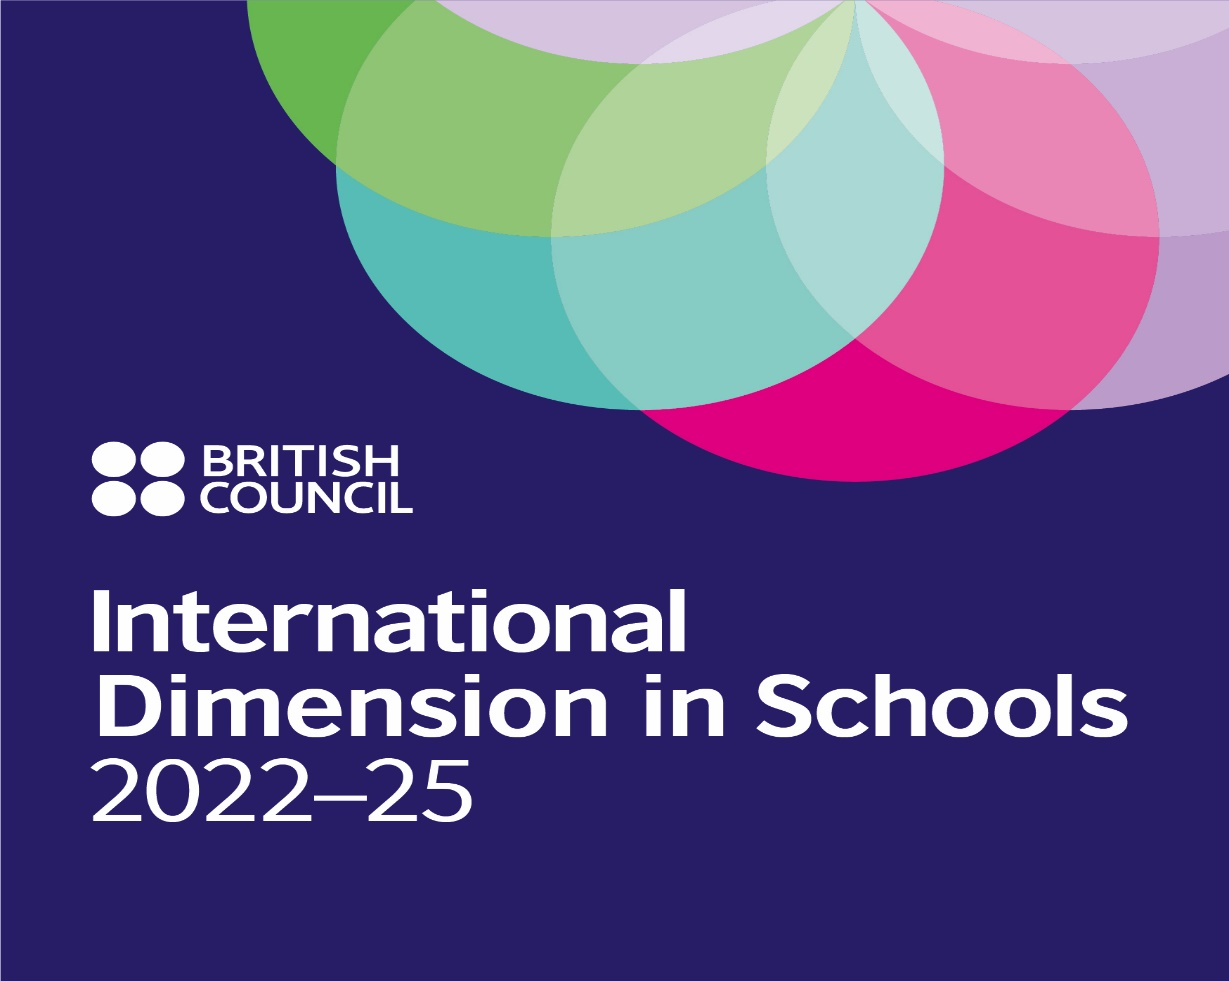 BRITISH
COUNCIL
International
Dimension in Schools
2022–25